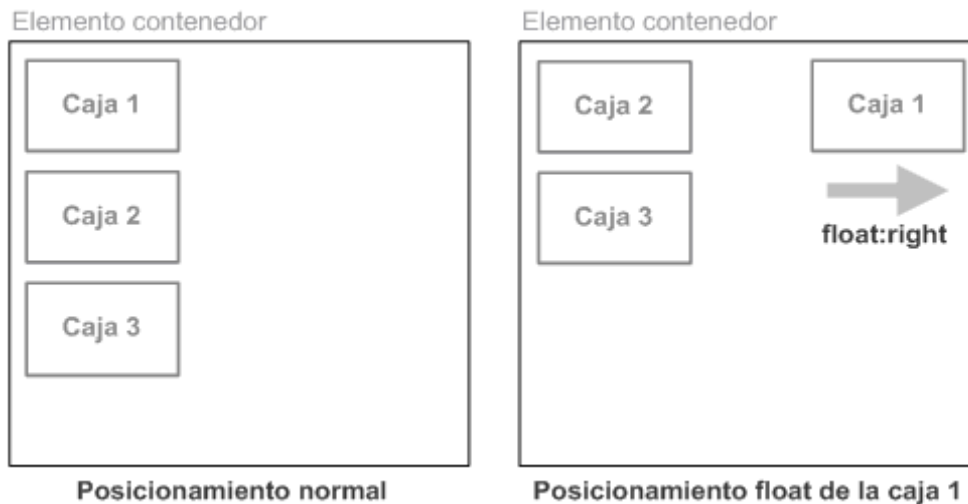 Elemento contenedor
Caja 1
Caja 2
Caja 3
Posicionamiento normal
Elemento contenedor
Caja 2
Caja 1
Caja 3
float:right
Posicionamiento float de la caja 1